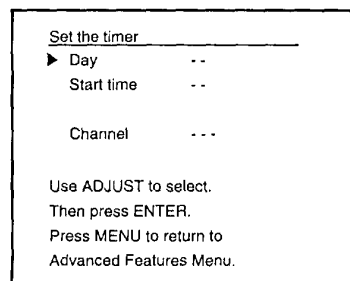 Set the timer
▶ Day - -
Start time - -
Channel - - -
Use ADJUST to select.
Then press ENTER.
Press MENU to return to
Advanced Features Menu.